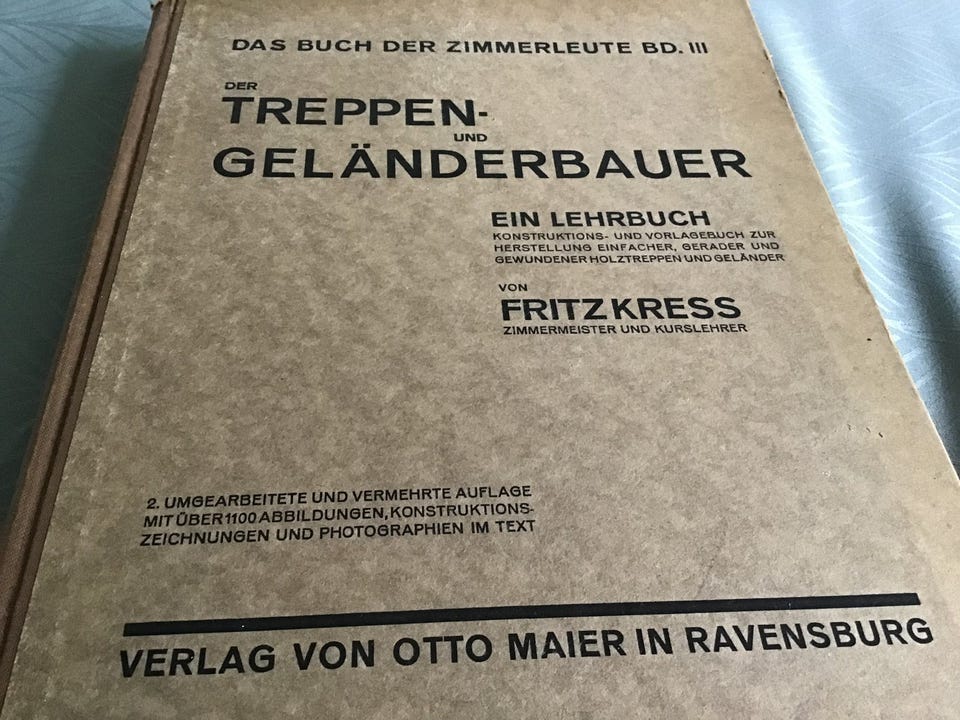 DAS BUCH DER ZIMMERLEUTE BD. III
DER
TREPPEN-
UND
GELÄNDERBAUER
EIN LEHRBUCH
KONSTRUKTIONS- UND VORLAGEBUCH ZUR
HERSTELLUNG EINFACHER, GERADER UND
GEWUNDENER HOLZTREPPEN UND GELÄNDER
VON
FRITZ KRESS
ZIMMERMEISTER UND KURSLEHRER
2. UMGEARBEITETE UND VERMEHRTE AUFLAGE
MIT ÜBER 1100 ABBILDUNGEN, KONSTRUKTIONS-
ZEICHNUNGEN UND PHOTOGRAPHIEN IM TEXT
VERLAG VON OTTO MAIER IN RAVENSBURG